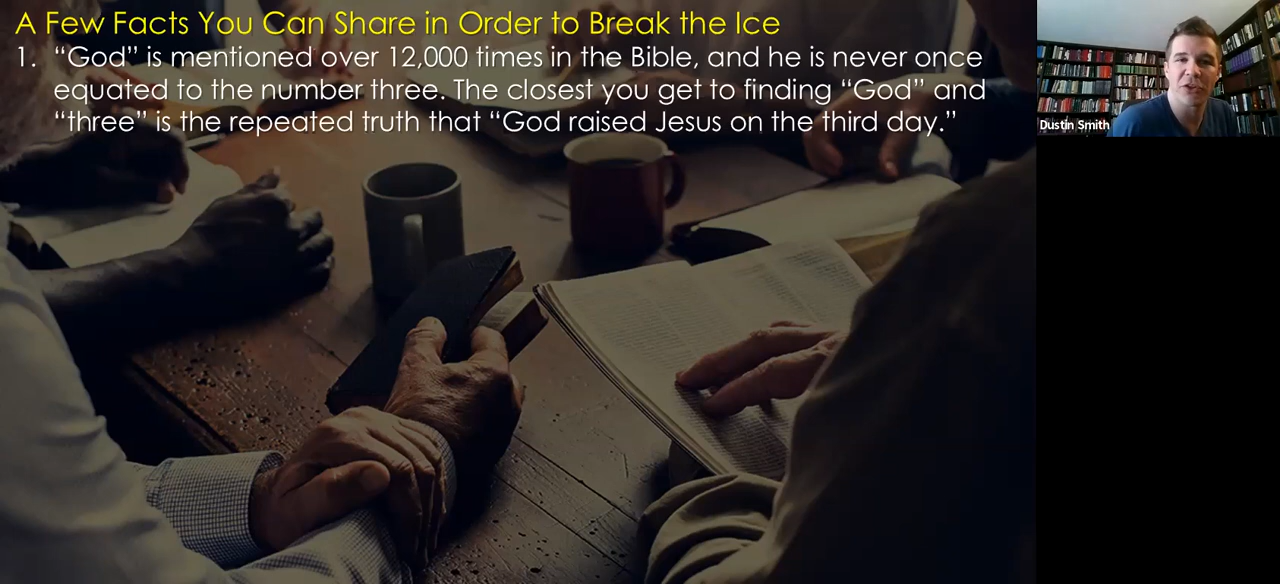 A Few Facts You Can Share in Order to Break the Ice
1. “God” is mentioned over 12,000 times in the Bible, and he is never once
equated to the number three. The closest you get to finding “God” and
“three” is the repeated truth that “God raised Jesus on the third day.”
Dustin Smith